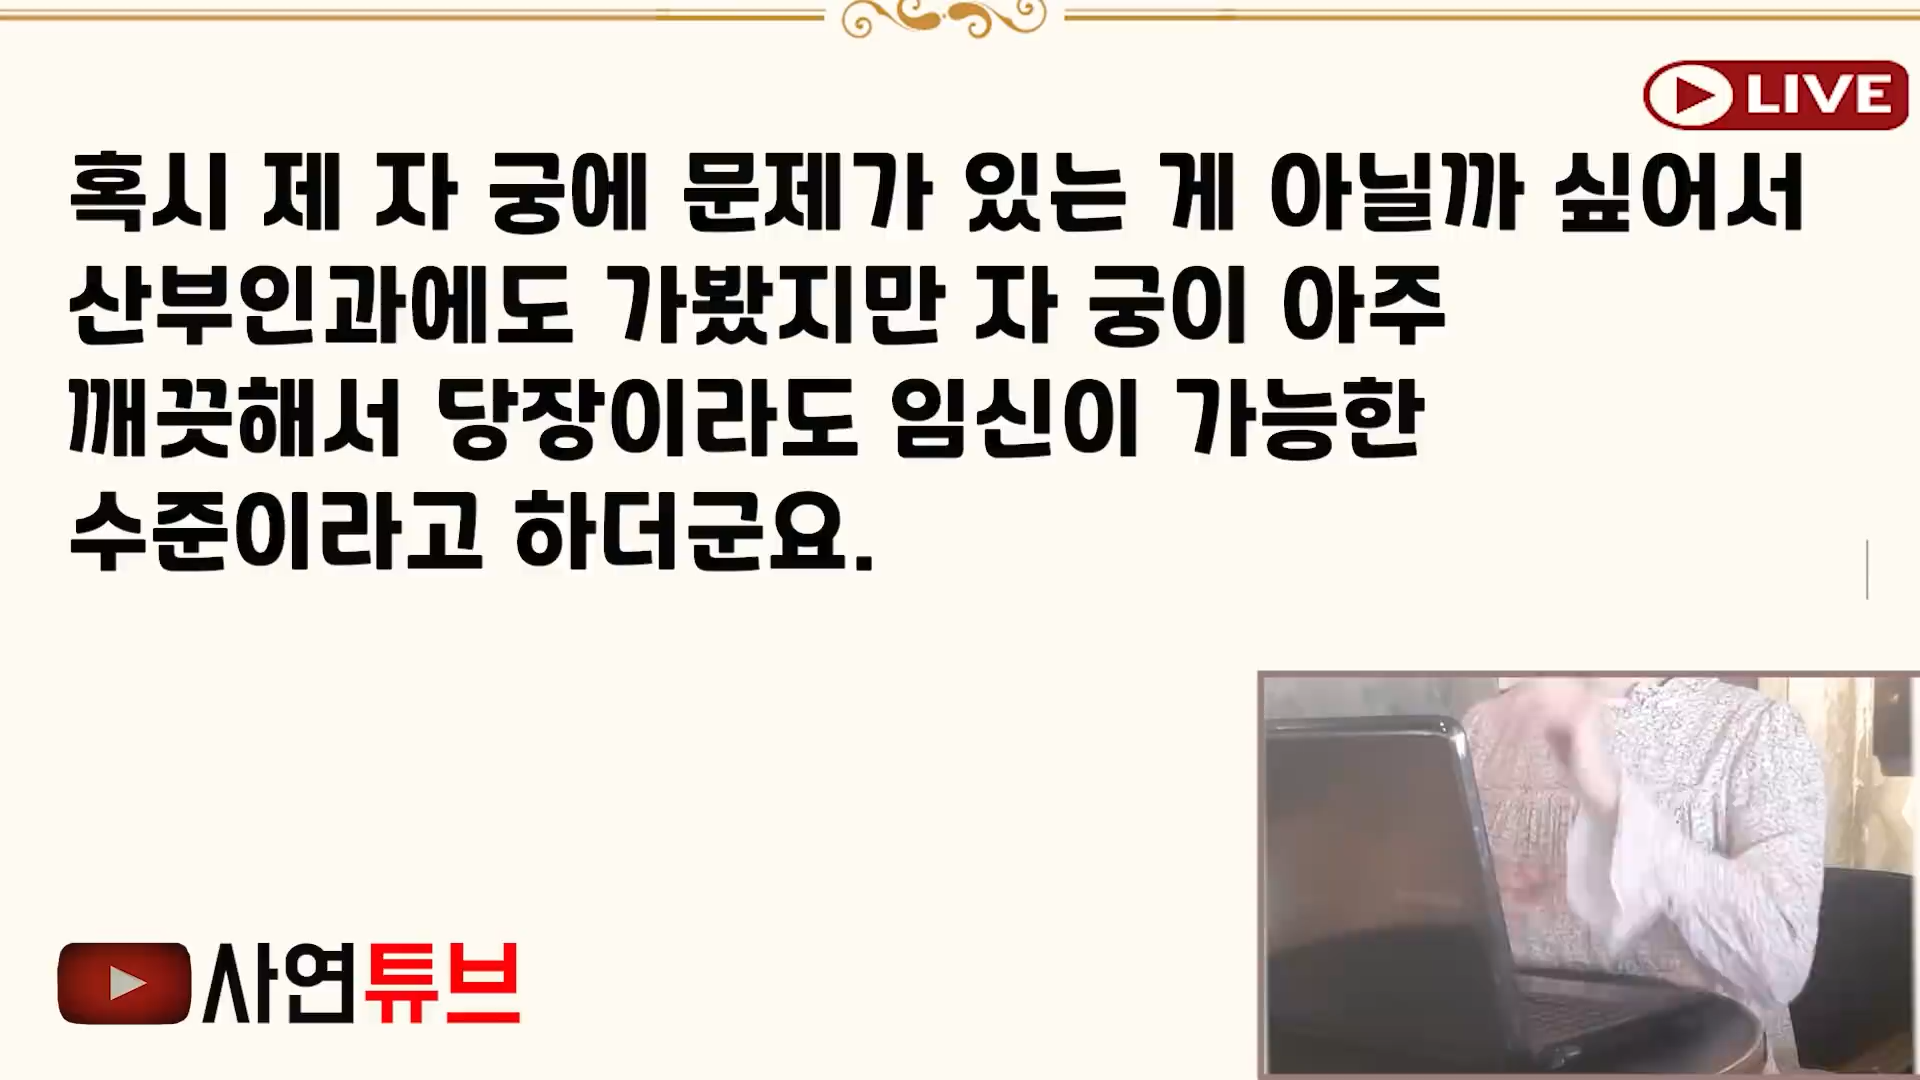 LIVE
혹시 제 자 궁에 문제가 있는 게 아닐까 싶어서
산부인과에도 가봤지만 자 궁이 아주
깨끗해서 당장이라도 임신이 가능한
수준이라고 하더군요.
사연튜브